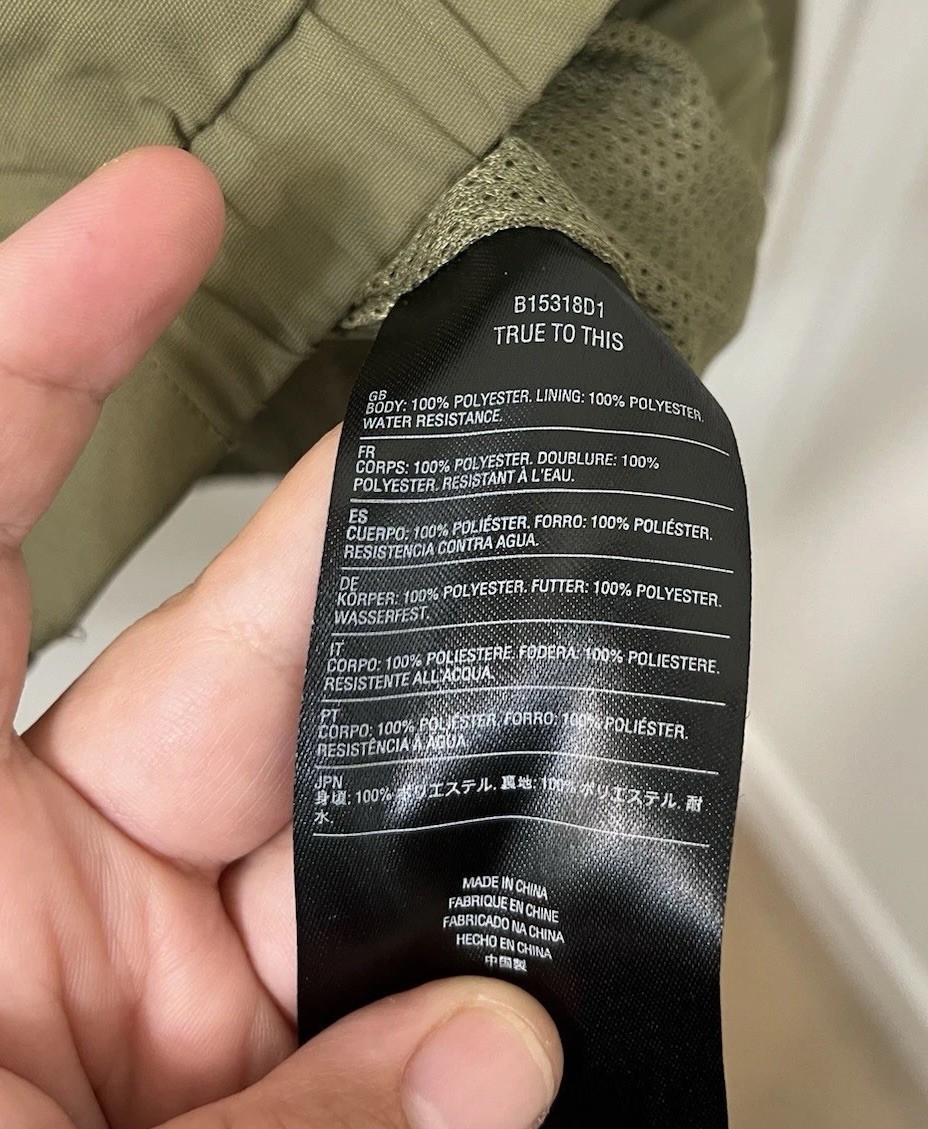 B15318D1
TRUE TO THIS
GB
BODY: 100% POLYESTER. LINING: 100% POLYESTER.
WATER RESISTANCE.
FR
CORPS: 100% POLYESTER. DOUBLURE: 100%
POLYESTER. RESISTANT À L'EAU.
ES
CUERPO: 100% POLIÉSTER. FORRO: 100% POLIÉSTER.
RESISTENCIA CONTRA AGUA.
DE
KÖRPER: 100% POLYESTER. FUTTER: 100% POLYESTER.
WASSERFEST.
IT
CORPO: 100% POLIESTERE. FODERA: 100% POLIESTERE.
RESISTENTE ALL'ACQUA.
PT
CORPO: 100% POLIÉSTER. FORRO: 100% POLIÉSTER.
RESISTÊNCIA À ÁGUA.
JPN
身頃: 100% ポリエステル. 裏地: 100% ポリエステル. 耐
水
MADE IN CHINA
FABRIQUE EN CHINE
FABRICADO NA CHINA
HECHO EN CHINA
中国製